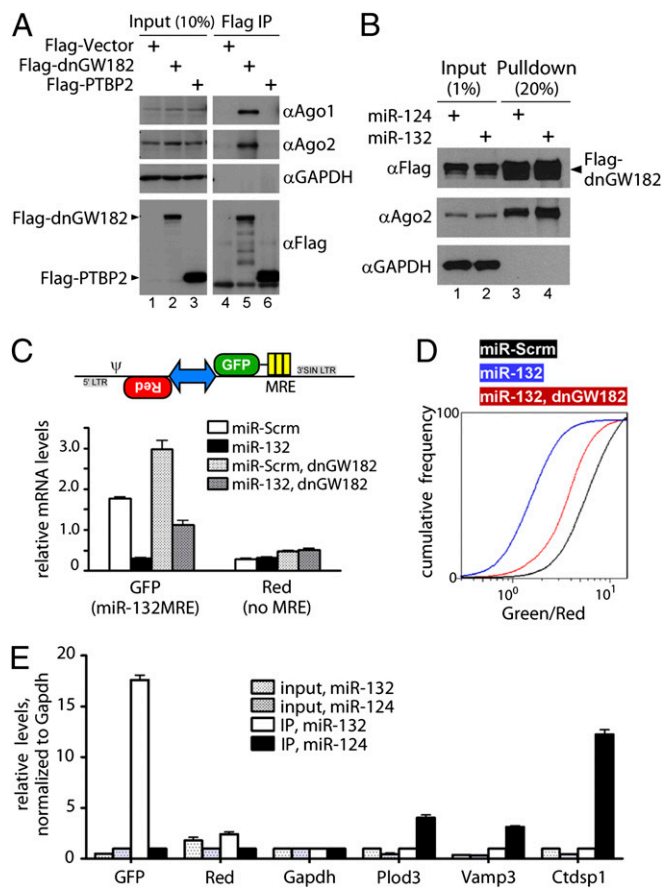 A
Input (10%) Flag IP
Flag-Vector + +
Flag-dnGW182 + +
Flag-PTBP2 + +
αAgo1
αAgo2
αGAPDH
Flag-dnGW182
αFlag
Flag-PTBP2
1 2 3 4 5 6
B
Input Pulldown
(1%) (20%)
miR-124 + +
miR-132 + +
αFlag
Flag-
dnGW182
αAgo2
αGAPDH
1 2 3 4
C
Ψ
GFP
5' LTR
3'SIN LTR
Red
MRE
relative mRNA levels
3.0
2.0
1.0
0
miR-Scrm
miR-132
miR-Scrm, dnGW182
miR-132, dnGW182
GFP
(miR-132MRE)
Red
(no MRE)
D
miR-Scrm
miR-132
miR-132, dnGW182
cumulative frequency
100
0
10⁰ 10¹
Green/Red
E
relative levels,
normalized to Gapdh
20
15
10
5
0
input, miR-132
input, miR-124
IP, miR-132
IP, miR-124
GFP Red Gapdh Plod3 Vamp3 Ctdsp1